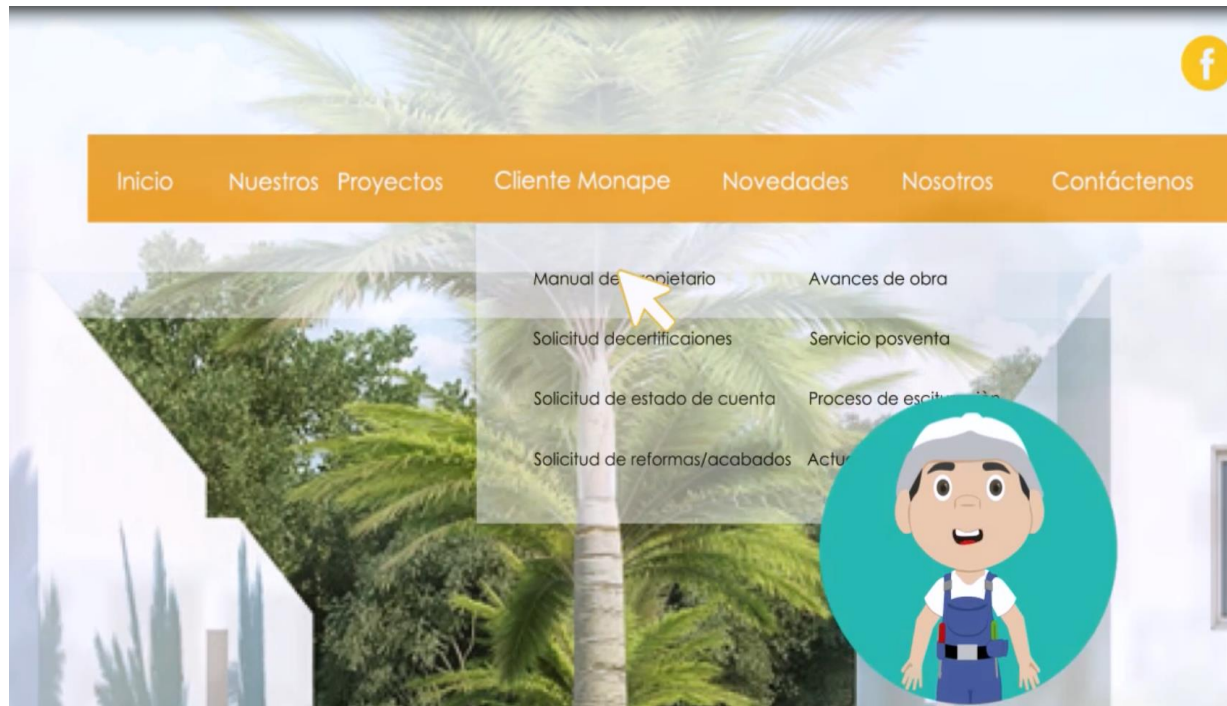 f
Inicio Nuestros Proyectos Cliente Monape Novedades Nosotros Contáctenos
Manual de Avances de obra
Solicitud decertificaiones Servicio posventa
Solicitud de estado de cuenta Proceso de
Solicitud de reformas/acabados